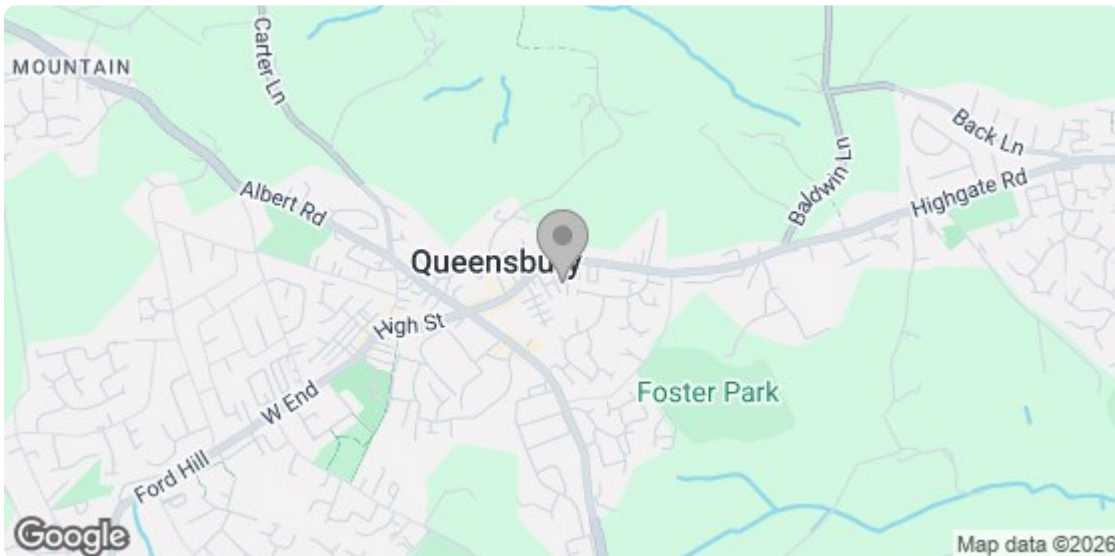 MOUNTAIN
Carter Ln
Albert Rd
Queensbury
High St
W End
Ford Hill
Foster Park
Baldwin Ln
Highgate Rd
Back Ln
Google
Map data ©2026